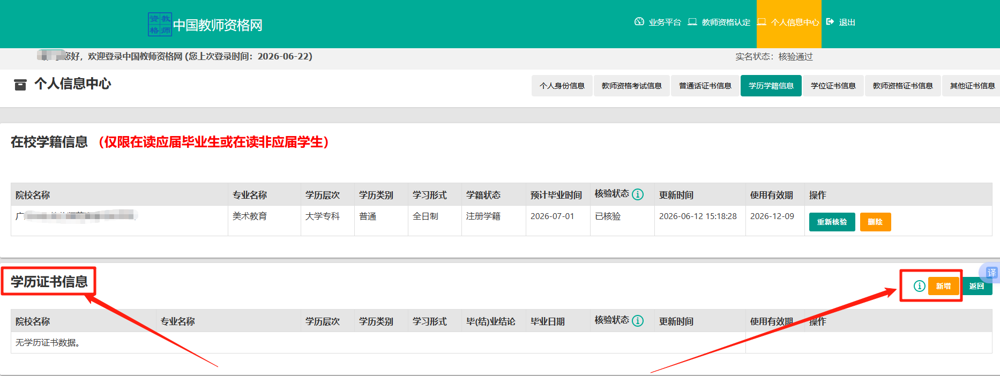 资教
格师
中国教师资格网
业务平台 教师资格认定 个人信息中心 退出
您好，欢迎登录中国教师资格网 (您上次登录时间：2026-06-22)
实名状态：核验通过
个人信息中心
个人身份信息 教师资格考试信息 普通话证书信息 学历学籍信息 学位证书信息 教师资格证书信息 其他证书信息
在校学籍信息 （仅限在读应届毕业生或在读非应届学生）
院校名称 专业名称 学历层次 学历类别 学习形式 学籍状态 预计毕业时间 核验状态 更新时间 使用有效期 操作
广 美术教育 大学专科 普通 全日制 注册学籍 2026-07-01 已核验 2026-06-12 15:18:28 2026-12-09 重新核验 删除
学历证书信息
新增 返回
译
院校名称 专业名称 学历层次 学历类别 学习形式 毕(结)业结论 毕业日期 核验状态 更新时间 使用有效期 操作
无学历证书数据。